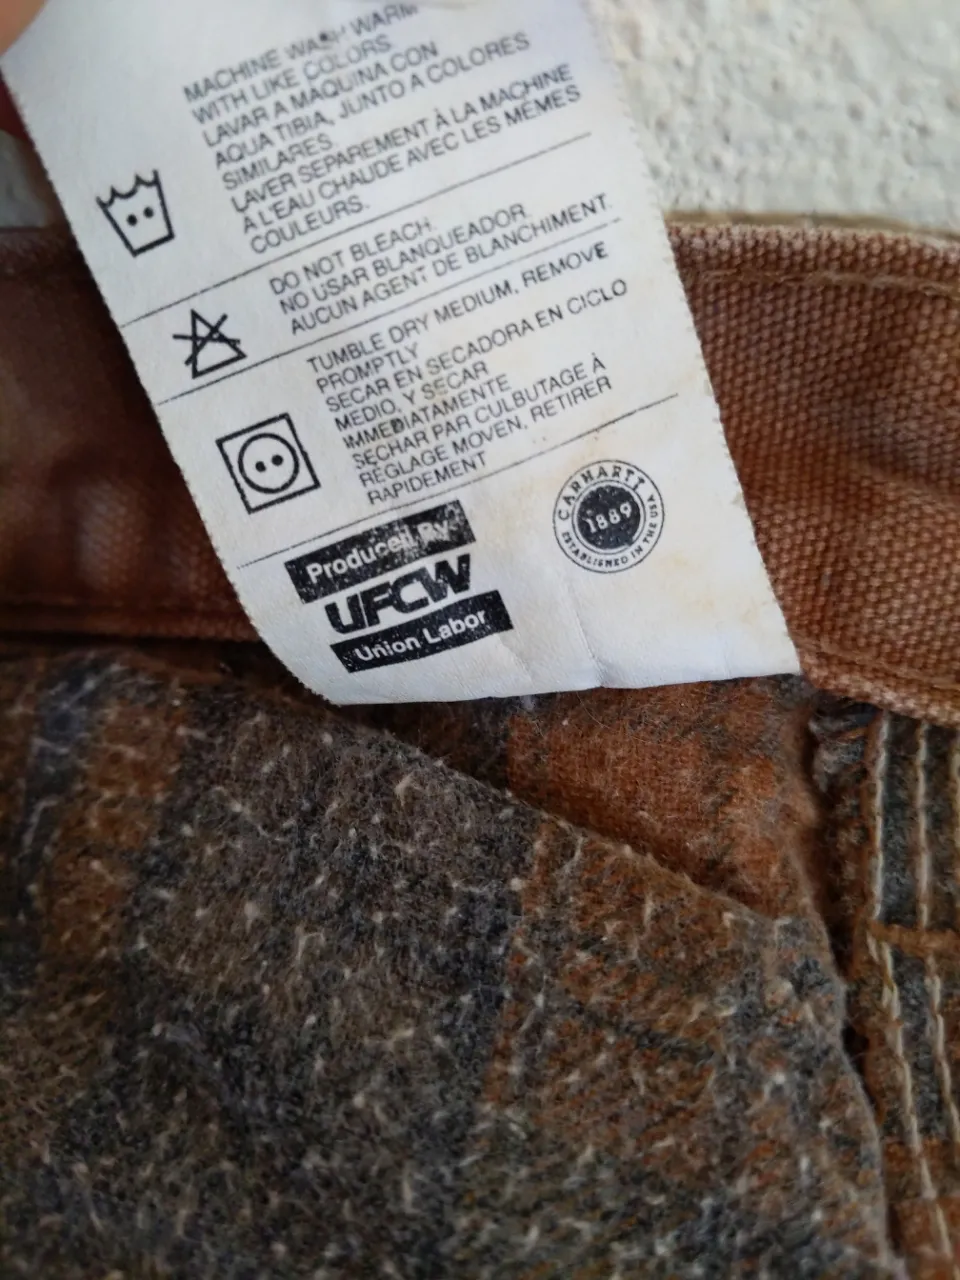 MACHINE WASH WARM
WITH LIKE COLORS
LAVAR A MAQUINA CON
AQUA TIBIA, JUNTO A COLORES
SIMILARES
LAVER SEPAREMENT À LA MACHINE
À L'EAU CHAUDE AVEC LES MÊMES
COULEURS.
DO NOT BLEACH.
NO USAR BLANQUEADOR
AUCUN AGENT DE BLANCHIMENT.
TUMBLE DRY MEDIUM, REMOVE
PROMPTLY
SECAR EN SECADORA EN CICLO
MEDIO, Y SECAR
IMMEDIATAMENTE
SECHAR PAR CULBUTAGE À
RÉGLAGE MOVEN, RETIRER
RAPIDEMENT
Produced By
UFCW
Union Labor
CARHARTT
1889
ESTABLISHED IN THE USA